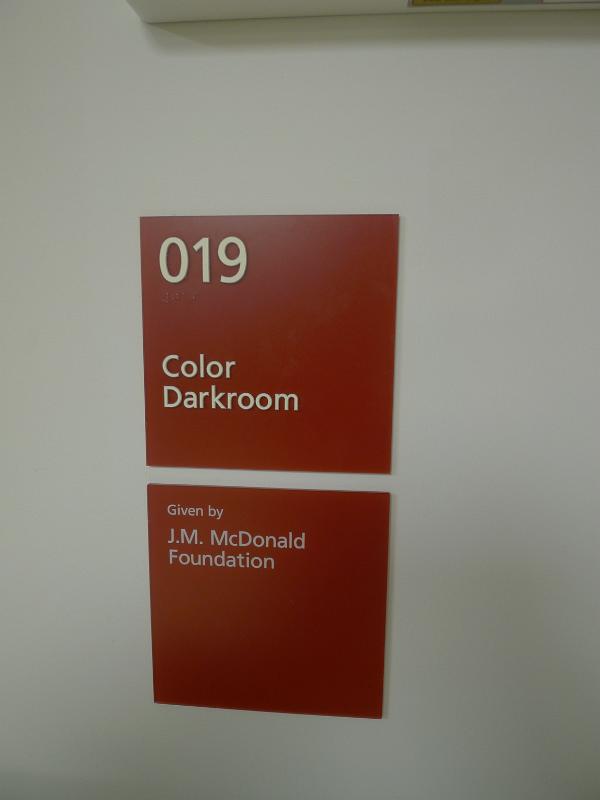 019
Color
Darkroom
Given by
J.M. McDonald
Foundation